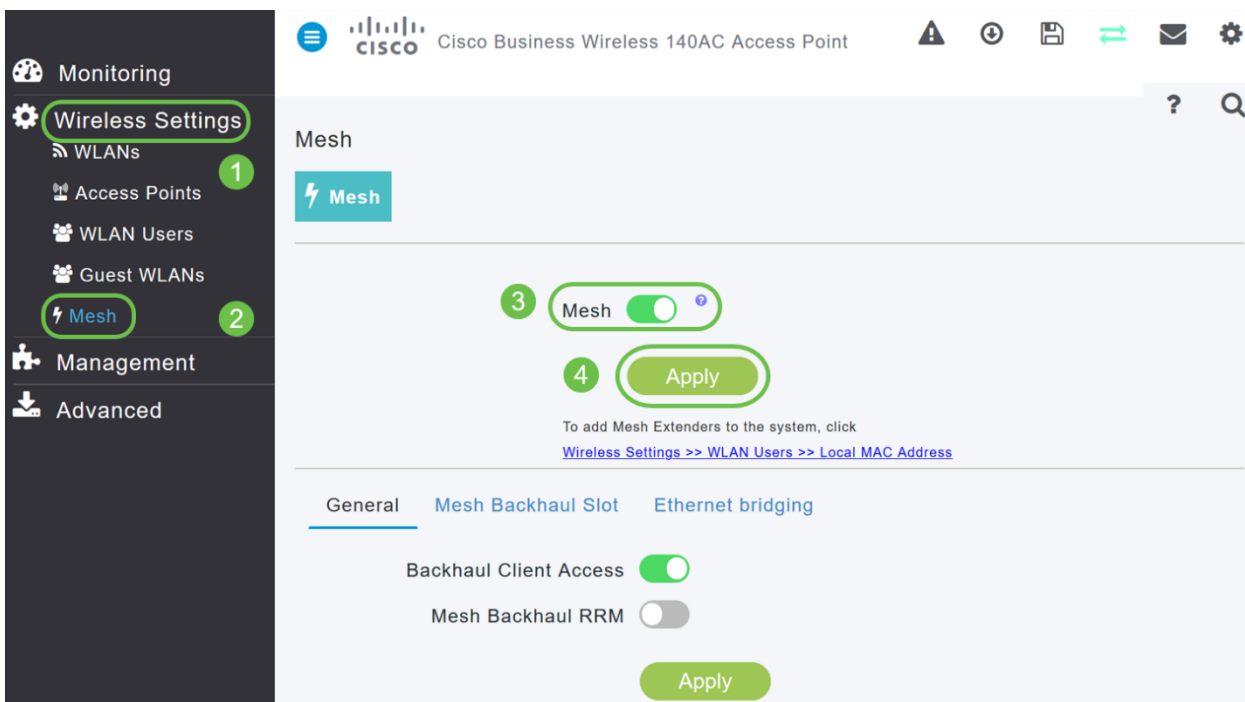 CISCO
Cisco Business Wireless 140AC Access Point
Monitoring
Wireless Settings
WLANs
1
Access Points
WLAN Users
Guest WLANs
Mesh
2
Management
Advanced
?
Mesh
Mesh
3
Mesh
?
4
Apply
To add Mesh Extenders to the system, click
Wireless Settings >> WLAN Users >> Local MAC Address
General Mesh Backhaul Slot Ethernet bridging
Backhaul Client Access
Mesh Backhaul RRM
Apply